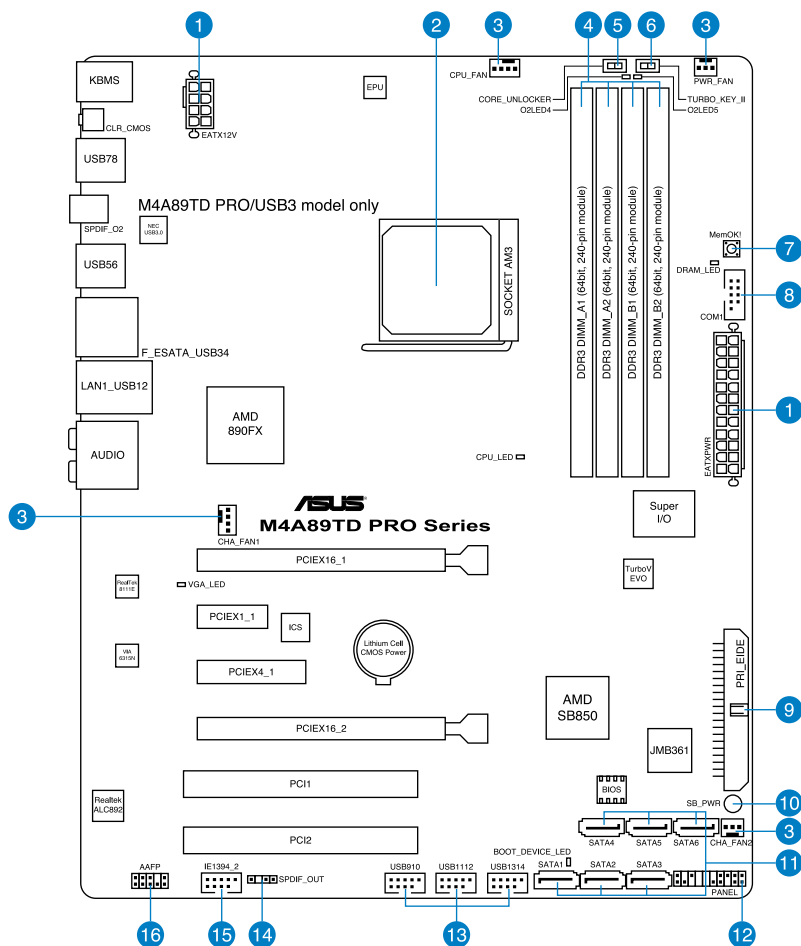 1
2
3
4
5
6
3
KBMS
CPU_FAN
PWR_FAN
EPU
CORE_UNLOCKER
TURBO_KEY_II
O2LED4
O2LED5
CLR_CMOS
EATX12V
USB78
M4A89TD PRO/USB3 model only
SPDIF_O2
NEC
USB3.0
USB56
SOCKET AM3
DDR3 DIMM_A1 (64bit, 240-pin module)
DDR3 DIMM_A2 (64bit, 240-pin module)
DDR3 DIMM_B1 (64bit, 240-pin module)
DDR3 DIMM_B2 (64bit, 240-pin module)
MemOK!
7
DRAM_LED
8
COM1
F_ESATA_USB34
LAN1_USB12
AMD
890FX
1
AUDIO
CPU_LED
EATXPWR
3
ASUS
M4A89TD PRO Series
CHA_FAN1
Super
I/O
PCIEX16_1
RealTek
8111E
VGA_LED
TurboV
EVO
PCIEX1_1
ICS
Lithium Cell
CMOS Power
VIA
6315N
PCIEX4_1
PRI_EIDE
AMD
SB850
9
PCIEX16_2
JMB361
PCI1
BIOS
Realtek
ALC892
SB_PWR
10
PCI2
SATA4
SATA5
SATA6
CHA_FAN2
3
BOOT_DEVICE_LED
11
AAFP
IE1394_2
SPDIF_OUT
USB910
USB1112
USB1314
SATA1
SATA2
SATA3
PANEL
16
15
14
13
12